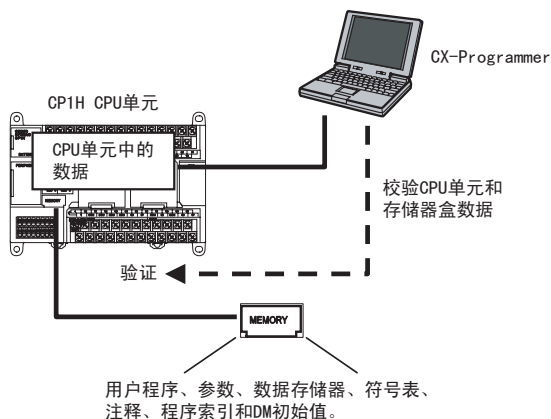 CX-Programmer
CP1H CPU单元
CPU单元中的
数据
MEMORY
校验CPU单元和
存储器盒数据
验证
MEMORY
用户程序、参数、数据存储器、符号表、
注释、程序索引和DM初始值。